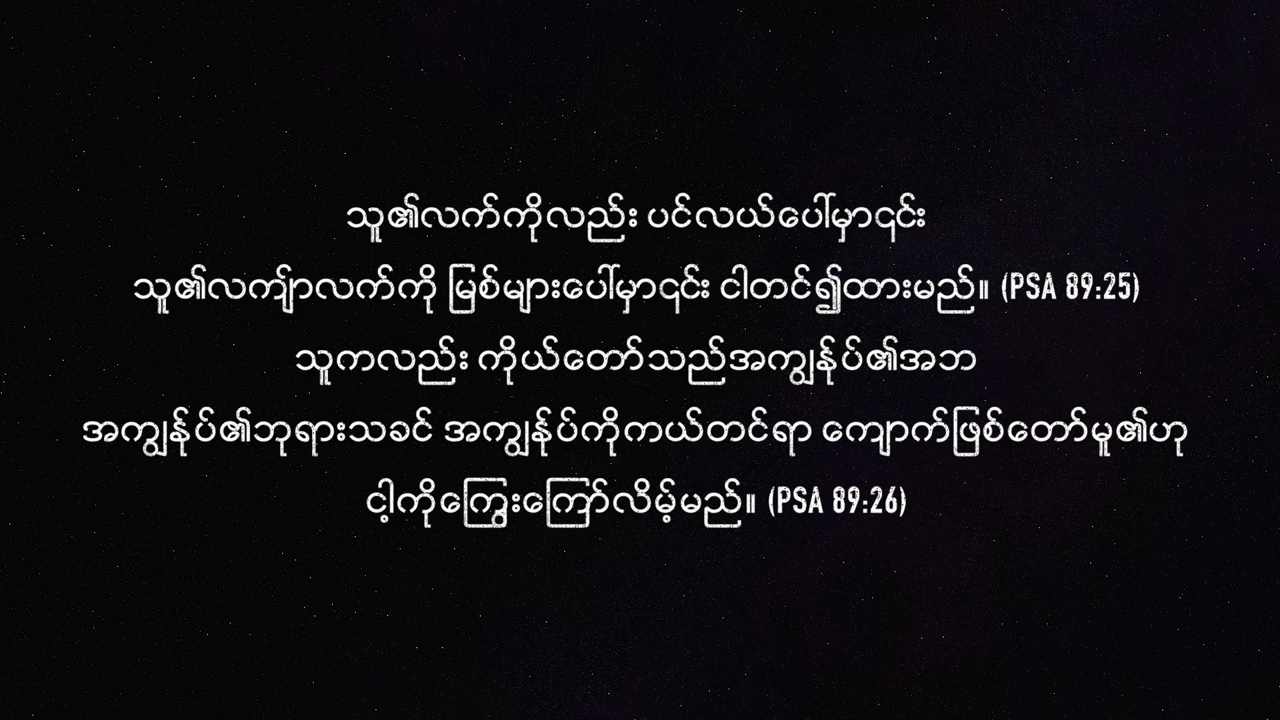 သူ၏လက်ကိုလည်း ပင်လယ်ပေါ်မှာ၎င်း
သူ၏လကျ်ာလက်ကို မြစ်များပေါ်မှာ၎င်း ငါတင်၍ထားမည်။ (PSA 89:25)
သူကလည်း ကိုယ်တော်သည်အကျွန်ုပ်၏အဘ
အကျွန်ုပ်၏ဘုရားသခင် အကျွန်ုပ်ကိုကယ်တင်ရာ ကျောက်ဖြစ်တော်မူ၏ဟု
ငါ့ကိုကြွေးကြော်လိမ့်မည်။ (PSA 89:26)